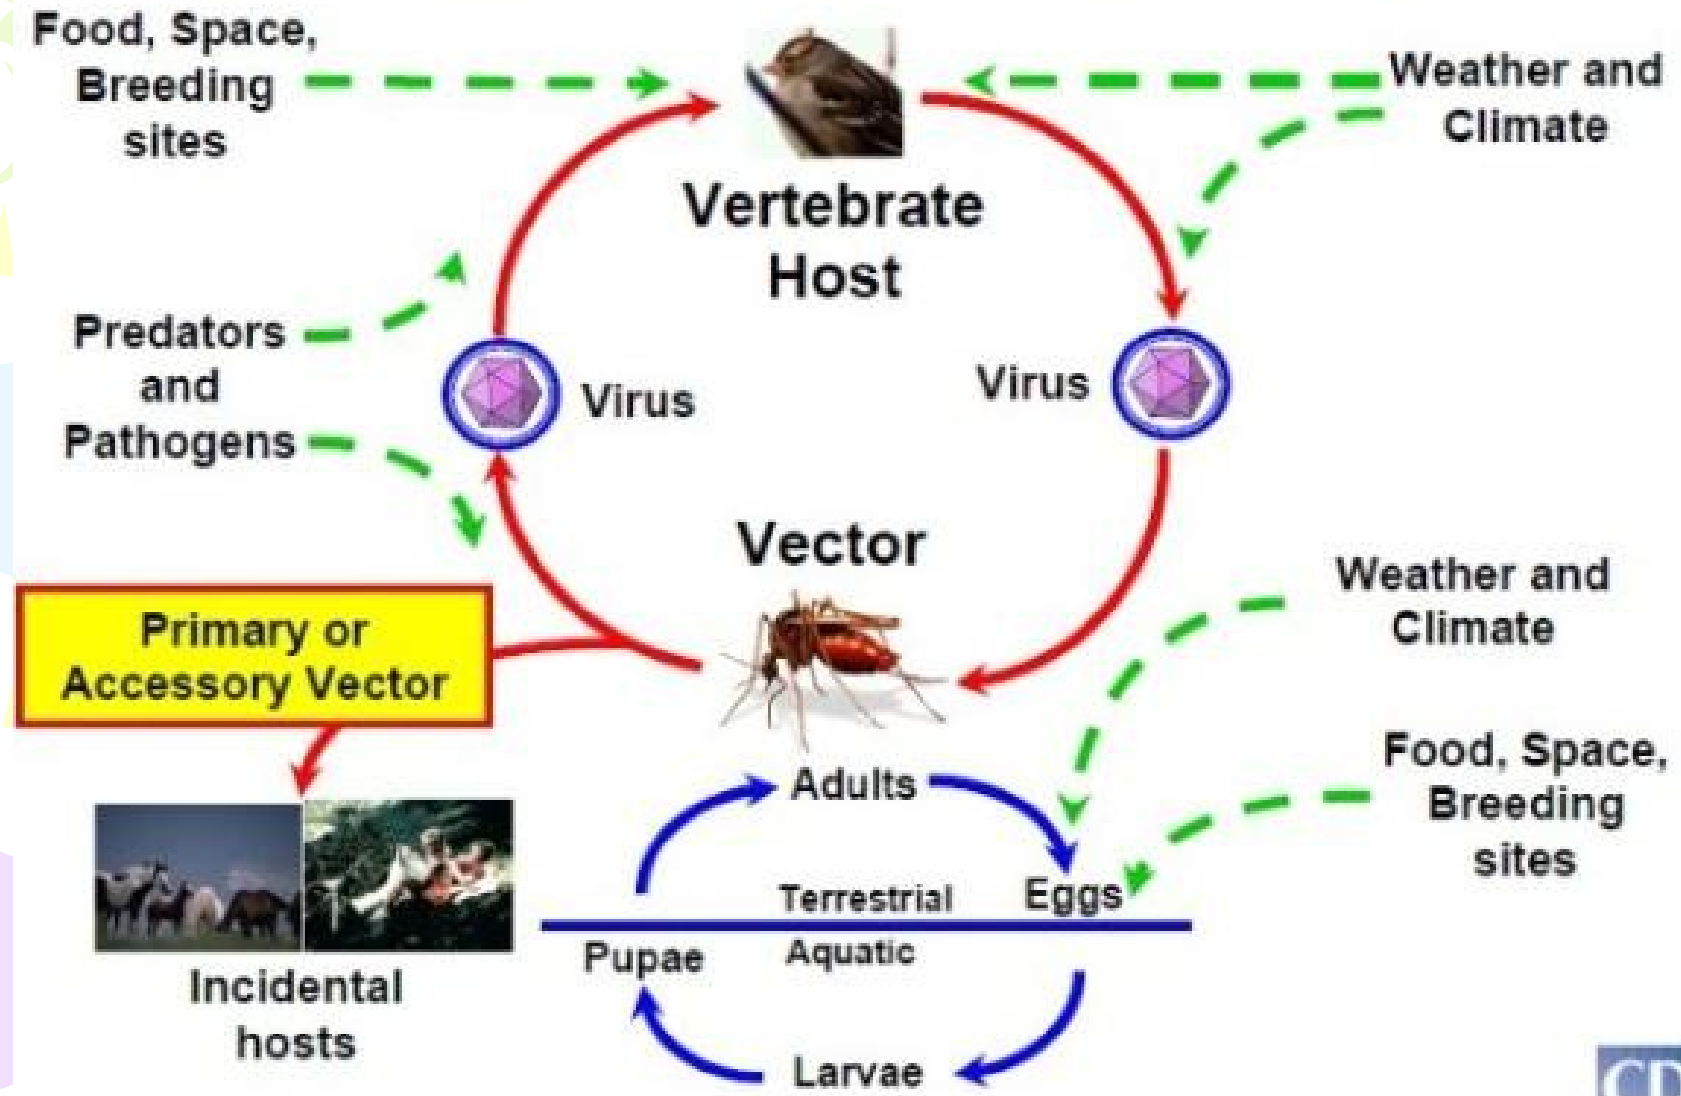 Food, Space,
Breeding
sites
Weather and
Climate
Vertebrate
Host
Predators
and
Pathogens
Virus
Virus
Vector
Primary or
Accessory Vector
Weather and
Climate
Food, Space,
Breeding
sites
Adults
Terrestrial
Eggs
Pupae
Aquatic
Larvae
Incidental
hosts